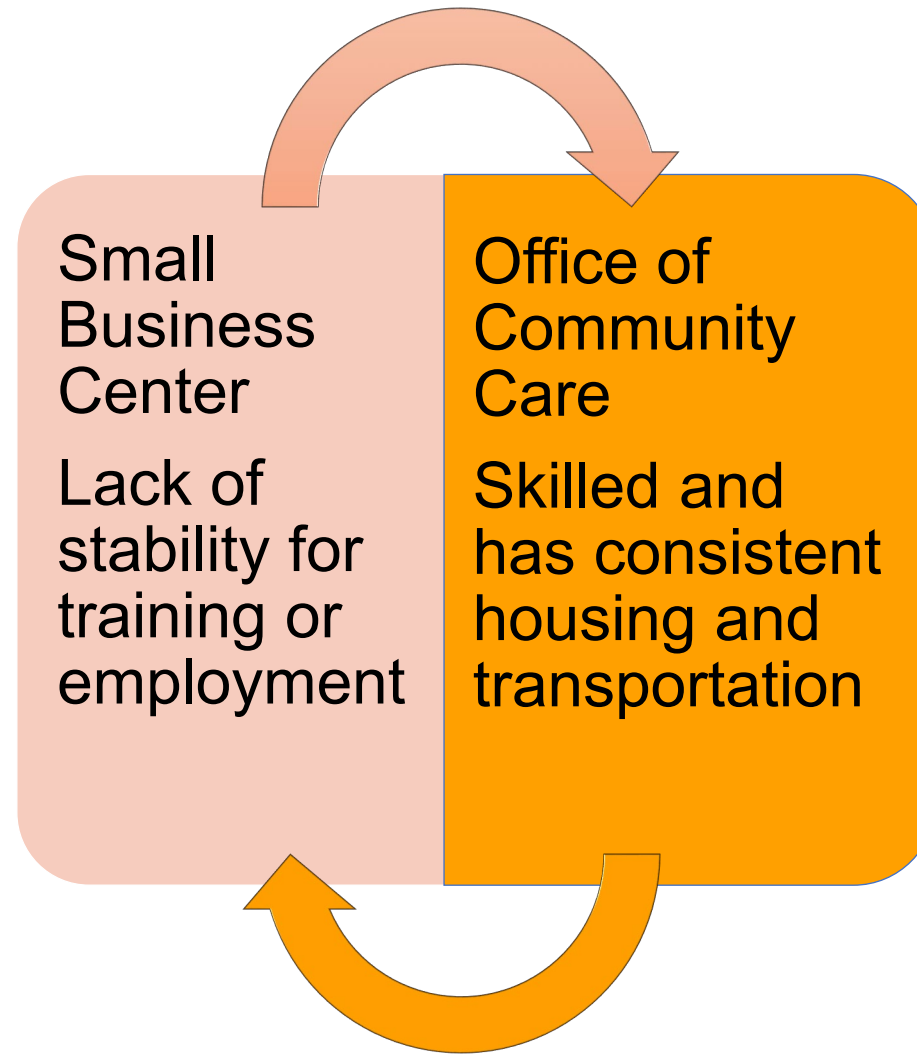 Small
Business
Center
Lack of
stability for
training or
employment
Office of
Community
Care
Skilled and
has consistent
housing and
transportation